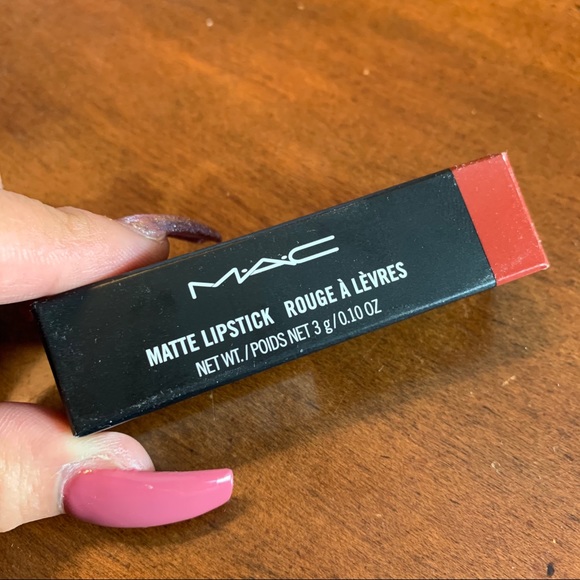 M·A·C
MATTE LIPSTICK ROUGE À LÈVRES
NET WT./POIDS NET 3 g/0.10 OZ